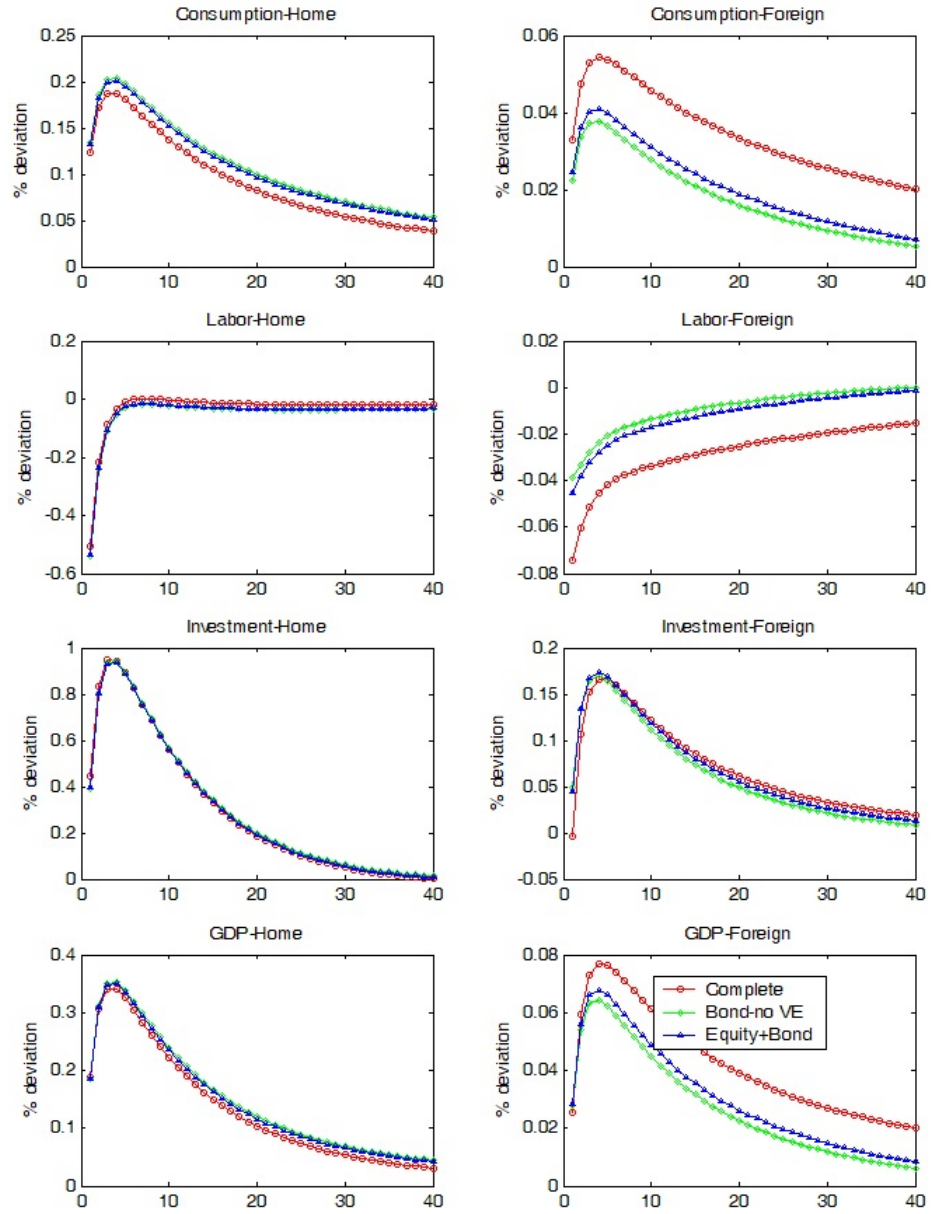 Consumption-Home
Consumption-Foreign
% deviation
0.25
0.2
0.15
0.1
0.05
0
0 10 20 30 40
% deviation
0.06
0.04
0.02
0
0 10 20 30 40
Labor-Home
Labor-Foreign
% deviation
0.2
0
-0.2
-0.4
-0.6
0 10 20 30 40
% deviation
0.02
0
-0.02
-0.04
-0.06
-0.08
0 10 20 30 40
Investment-Home
Investment-Foreign
% deviation
1
0.8
0.6
0.4
0.2
0
0 10 20 30 40
% deviation
0.2
0.15
0.1
0.05
0
-0.05
0 10 20 30 40
GDP-Home
GDP-Foreign
% deviation
0.4
0.3
0.2
0.1
0
0 10 20 30 40
% deviation
0.08
0.06
0.04
0.02
0
0 10 20 30 40
Complete
Bond-no VE
Equity+Bond